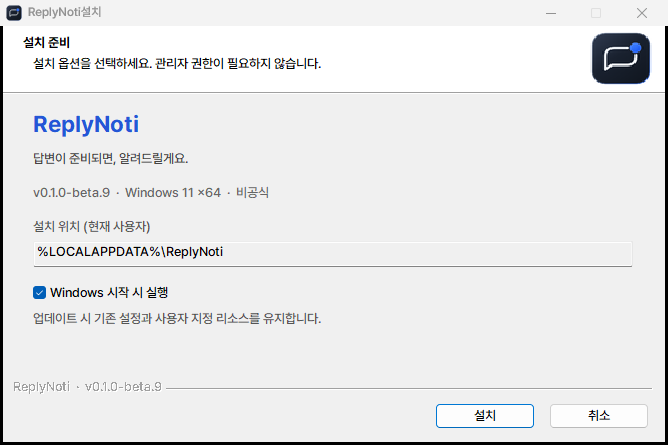 ReplyNoti설치
설치 준비
설치 옵션을 선택하세요. 관리자 권한이 필요하지 않습니다.
ReplyNoti
답변이 준비되면, 알려드릴게요.
v0.1.0-beta.9 · Windows 11 x64 · 비공식
설치 위치 (현재 사용자)
%LOCALAPPDATA%\ReplyNoti
Windows 시작 시 실행
업데이트 시 기존 설정과 사용자 지정 리소스를 유지합니다.
ReplyNoti · v0.1.0-beta.9
설치
취소